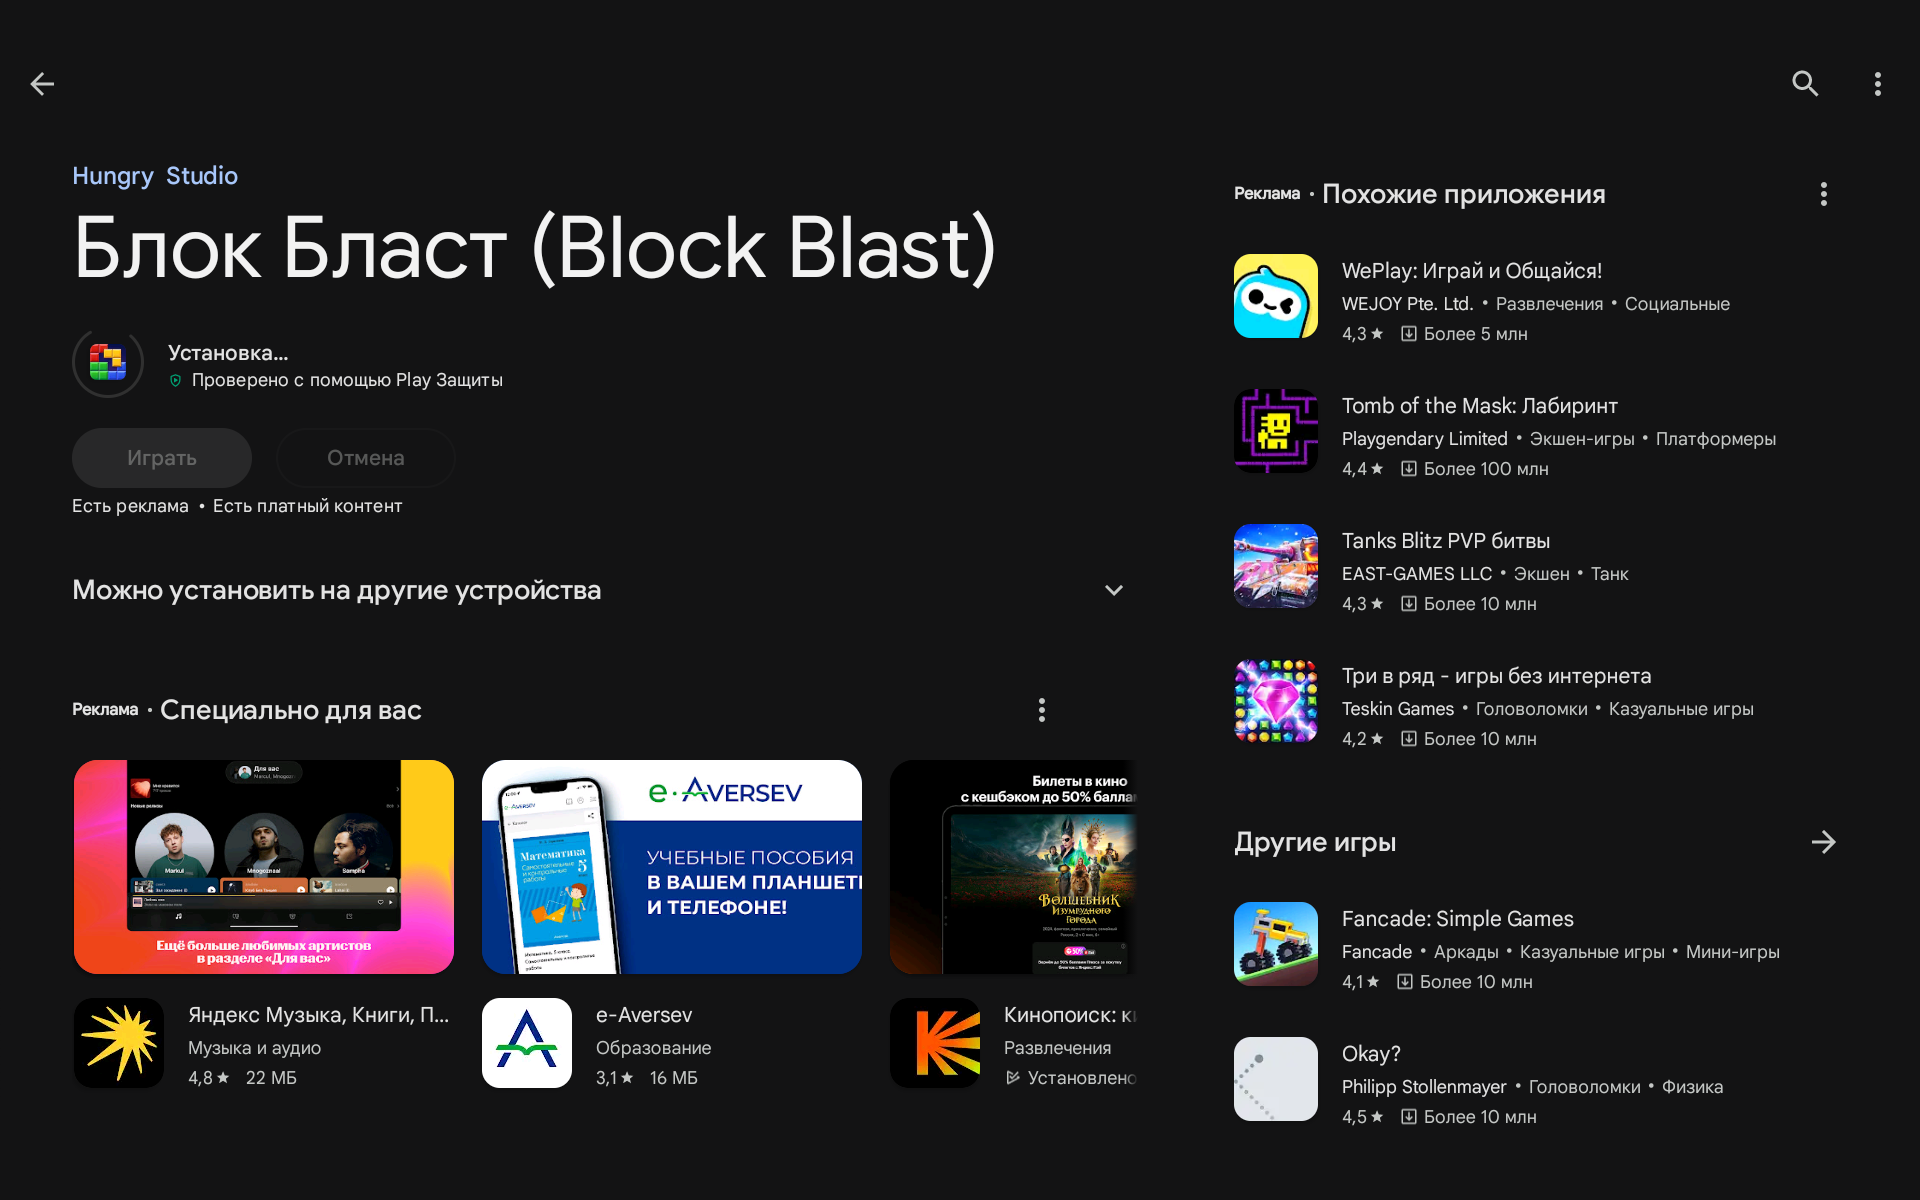 Hungry Studio
Блок Бласт (Block Blast)
Установка...
Проверено с помощью Play Защиты
Играть
Отмена
Есть реклама • Есть платный контент
Можно установить на другие устройства
Реклама • Специально для вас
Для вас
Новые релизы
Markul
Mnogoznaal
Sampha
Ещё больше любимых артистов
в разделе «Для вас»
Яндекс Музыка, Книги, П...
Музыка и аудио
4,8 22 МБ
e·AVERSEV
Математика
5
УЧЕБНЫЕ ПОСОБИЯ
В ВАШЕМ ПЛАНШЕТЕ
И ТЕЛЕФОНЕ!
e-Aversev
Образование
3,1 16 МБ
Билеты в кино
с кешбэком до 50% балла
ВОЛШЕБНИК
ИЗУМРУДНОГО
ГОРОДА
Кинопоиск: к
Развлечения
Установлено
Реклама • Похожие приложения
WePlay: Играй и Общайся!
WEJOY Pte. Ltd. • Развлечения • Социальные
4,3 Более 5 млн
Tomb of the Mask: Лабиринт
Playgendary Limited • Экшен-игры • Платформеры
4,4 Более 100 млн
Tanks Blitz PVP битвы
EAST-GAMES LLC • Экшен • Танк
4,3 Более 10 млн
Три в ряд - игры без интернета
Teskin Games • Головоломки • Казуальные игры
4,2 Более 10 млн
Другие игры
Fancade: Simple Games
Fancade • Аркады • Казуальные игры • Мини-игры
4,1 Более 10 млн
Okay?
Philipp Stollenmayer • Головоломки • Физика
4,5 Более 10 млн